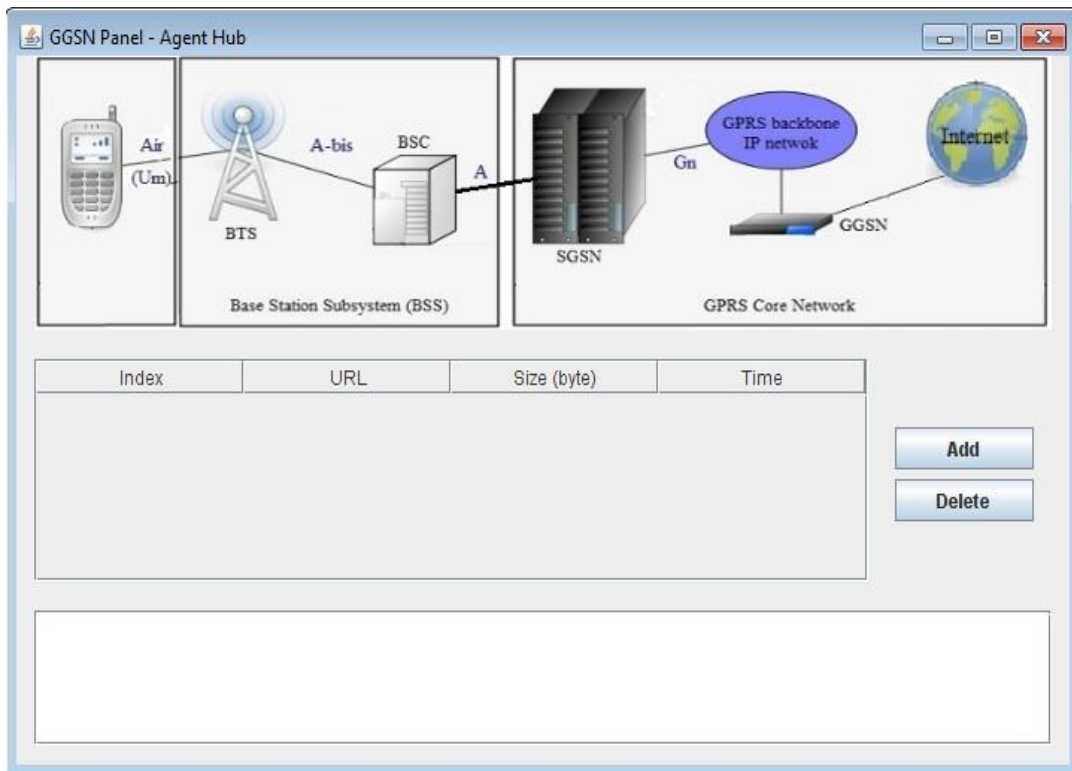 GGSN Panel - Agent Hub
Air
(Um)
A-bis
BTS
BSC
Base Station Subsystem (BSS)
A
SGSN
Gn
GPRS backbone
IP netwok
GGSN
Internet
GPRS Core Network
Index URL Size (byte) Time
Add
Delete